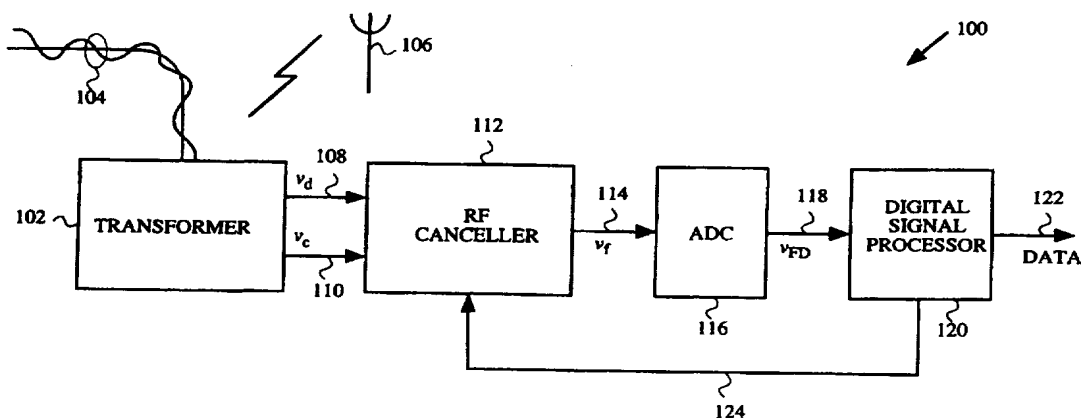 100
106
104
112
108
v_d
102
TRANSFORMER
v_c
110
RF
CANCELLER
114
v_f
ADC
116
118
v_FD
DIGITAL
SIGNAL
PROCESSOR
122
DATA
120
124